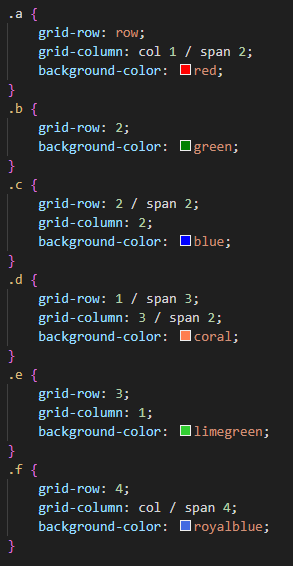 .a {
grid-row: row;
grid-column: col 1 / span 2;
background-color: red;
}
.b {
grid-row: 2;
background-color: green;
}
.c {
grid-row: 2 / span 2;
grid-column: 2;
background-color: blue;
}
.d {
grid-row: 1 / span 3;
grid-column: 3 / span 2;
background-color: coral;
}
.e {
grid-row: 3;
grid-column: 1;
background-color: limegreen;
}
.f {
grid-row: 4;
grid-column: col / span 4;
background-color: royalblue;
}